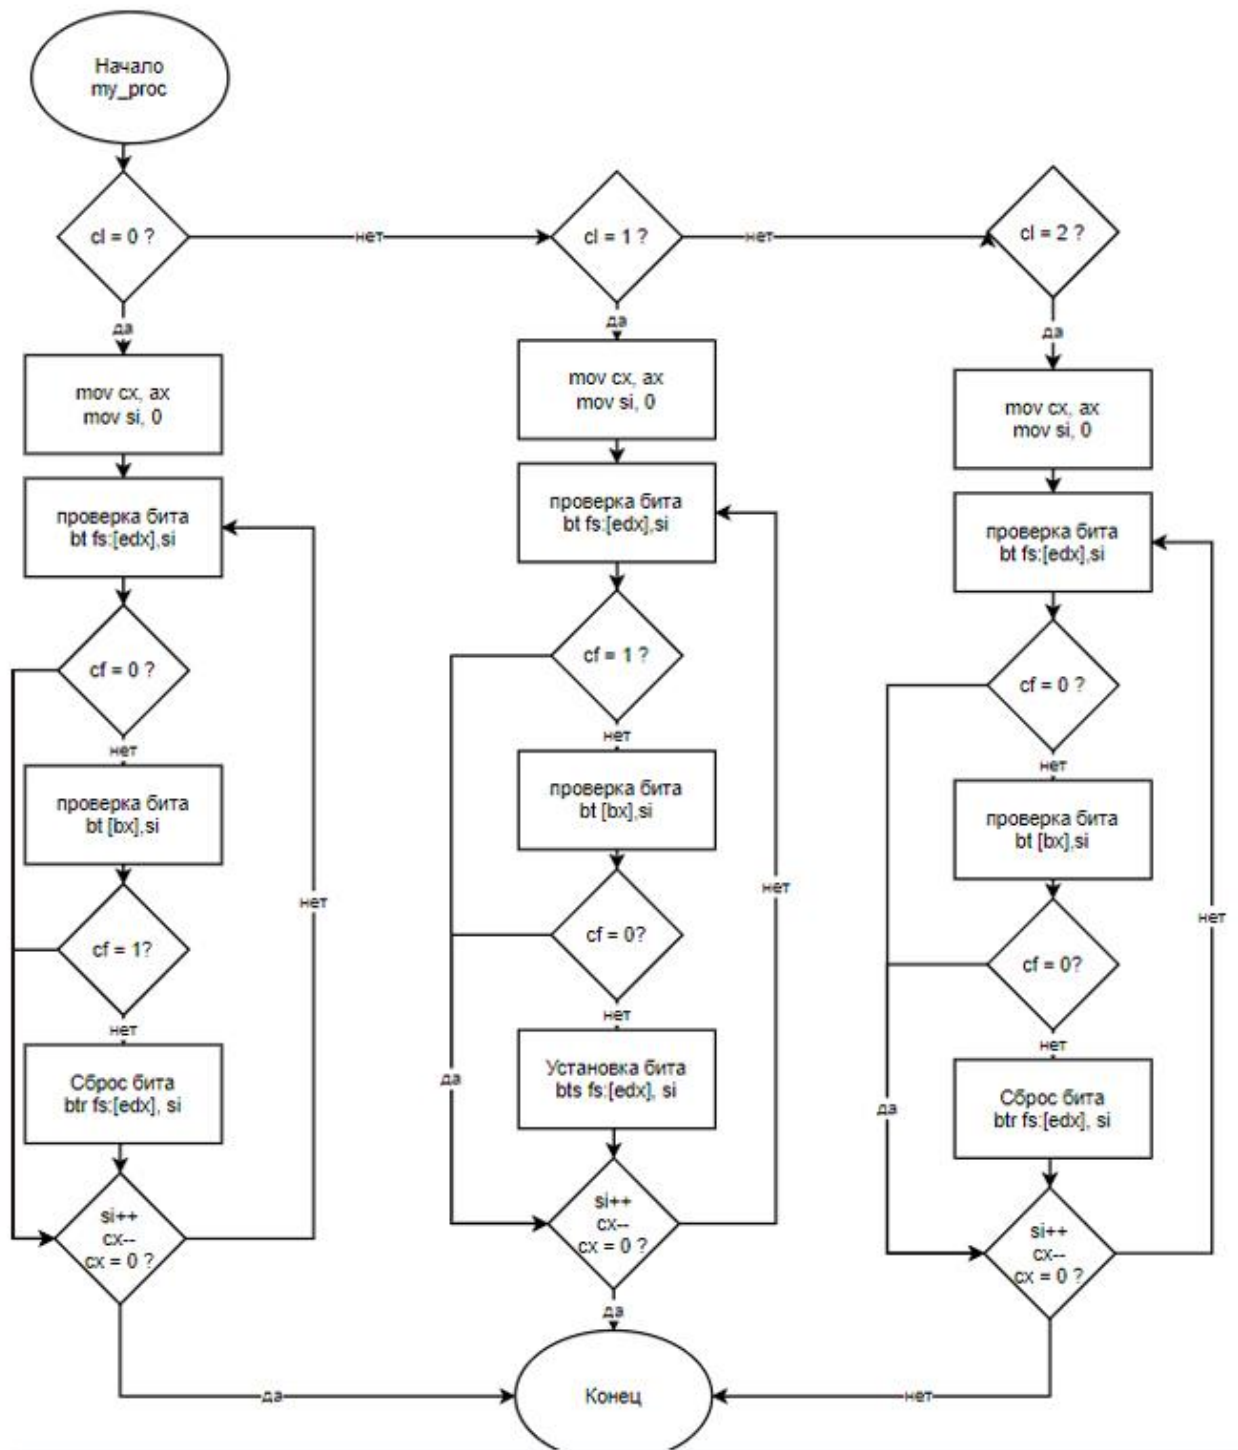 Начало
my_proc
cl = 0 ?
нет
cl = 1 ?
нет
cl = 2 ?
да
mov cx, ax
mov si, 0
проверка бита
bt fs:[edx],si
cf = 0 ?
нет
проверка бита
bt [bx],si
cf = 1?
нет
Сброс бита
btr fs:[edx], si
si++
cx--
cx = 0 ?
нет
да
да
mov cx, ax
mov si, 0
проверка бита
bt fs:[edx],si
cf = 1 ?
нет
проверка бита
bt [bx],si
cf = 0?
нет
Установка бита
bts fs:[edx], si
да
si++
cx--
cx = 0 ?
нет
да
да
mov cx, ax
mov si, 0
проверка бита
bt fs:[edx],si
cf = 0 ?
нет
проверка бита
bt [bx],si
cf = 0?
нет
Сброс бита
btr fs:[edx], si
да
si++
cx--
cx = 0 ?
нет
нет
Конец